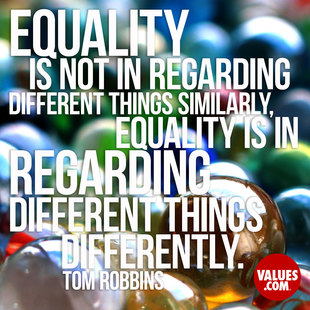 EQUALITY
IS NOT IN REGARDING
DIFFERENT THINGS SIMILARLY,
EQUALITY IS IN
REGARDING
DIFFERENT THINGS
DIFFERENTLY.
TOM ROBBINS
VALUES
.COM